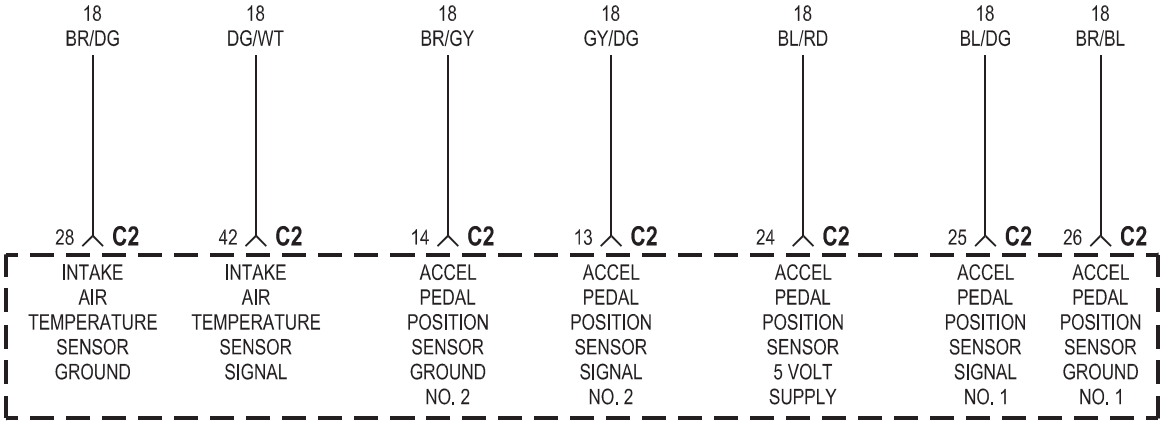 18 18 18 18 18 18 18
BR/DG DG/WT BR/GY GY/DG BL/RD BL/DG BR/BL
28 C2 42 C2 14 C2 13 C2 24 C2 25 C2 26 C2
INTAKE INTAKE ACCEL ACCEL ACCEL ACCEL ACCEL
AIR AIR PEDAL PEDAL PEDAL PEDAL PEDAL
TEMPERATURE TEMPERATURE POSITION POSITION POSITION POSITION POSITION
SENSOR SENSOR SENSOR SENSOR SENSOR SENSOR SENSOR
GROUND SIGNAL GROUND SIGNAL 5 VOLT SIGNAL GROUND
NO. 2 NO. 2 SUPPLY NO. 1 NO. 1